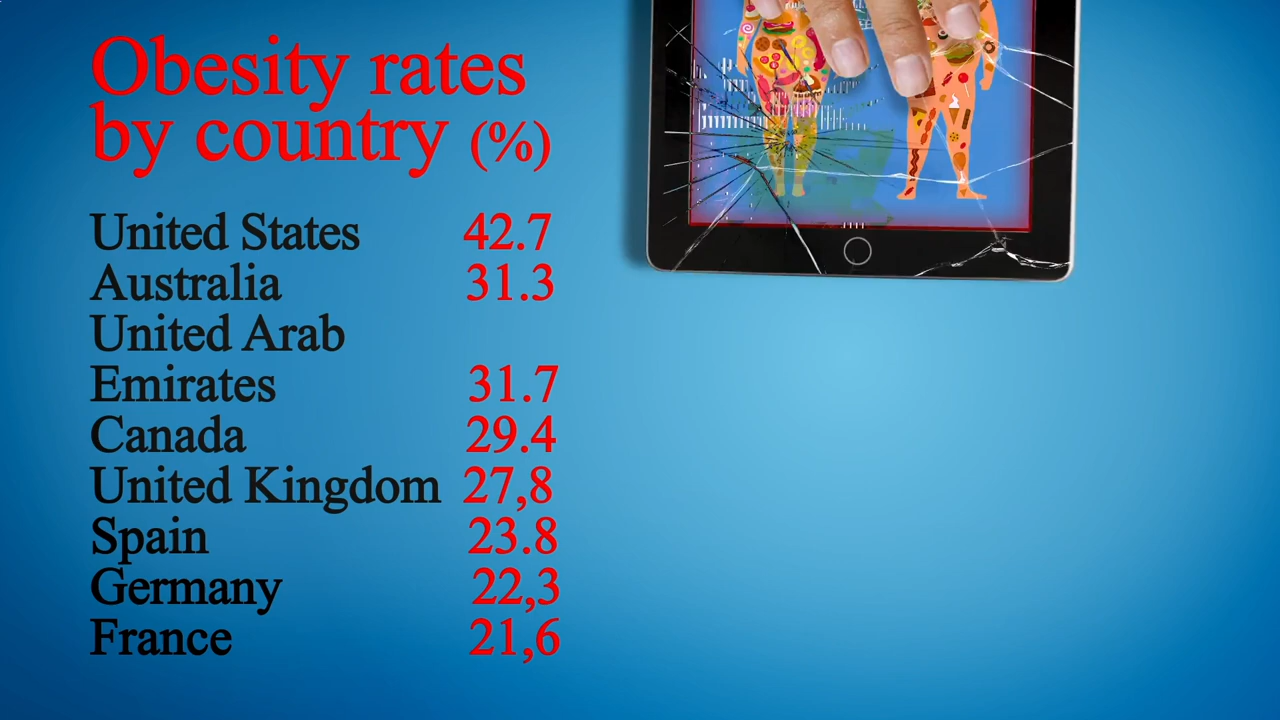 Obesity rates
by country (%)
United States 42.7
Australia 31.3
United Arab
Emirates 31.7
Canada 29.4
United Kingdom 27,8
Spain 23.8
Germany 22,3
France 21,6